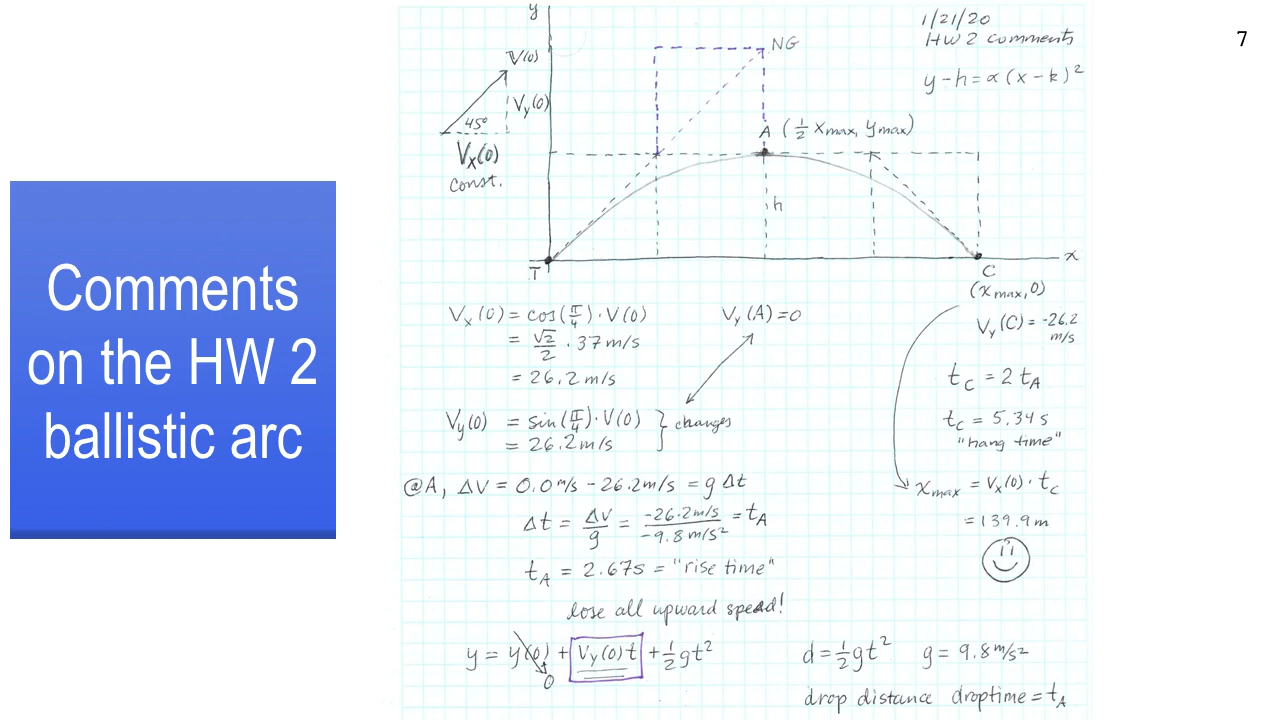 7
Comments
on the HW 2
ballistic arc
1/21/20
HW 2 comments
y-h = α(x-k)²
y
NG
V(0)
Vy(0)
45°
Vx(0)
const.
A (½ xmax, ymax)
h
T
x
C
(xmax, 0)
Vx(0) = cos(π/4)·V(0)
= √2/2 · 37 m/s
= 26.2 m/s
Vy(A) = 0
Vy(0) = sin(π/4)·V(0)
= 26.2 m/s
} changes
Vy(C) = -26.2
m/s
tC = 2 tA
tC = 5.34 s
"hang time"
xmax = Vx(0) · tC
= 139.9 m
@A, ΔV = 0.0 m/s - 26.2 m/s = g Δt
Δt = ΔV/g = -26.2 m/s / -9.8 m/s² = tA
tA = 2.67s = "rise time"
lose all upward speed!
y = y(0) + Vy(0)t + ½gt²
0
d = ½gt² g = 9.8 m/s²
drop distance droptime = tA